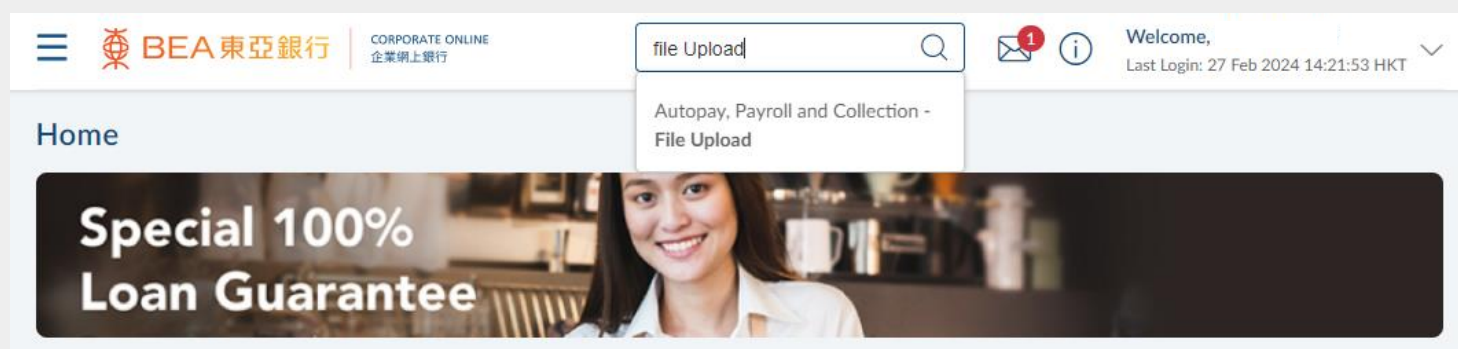 BEA東亞銀行
CORPORATE ONLINE
企業網上銀行
file Upload
1
i
Welcome,
Last Login: 27 Feb 2024 14:21:53 HKT
Autopay, Payroll and Collection -
File Upload
Home
Special 100%
Loan Guarantee